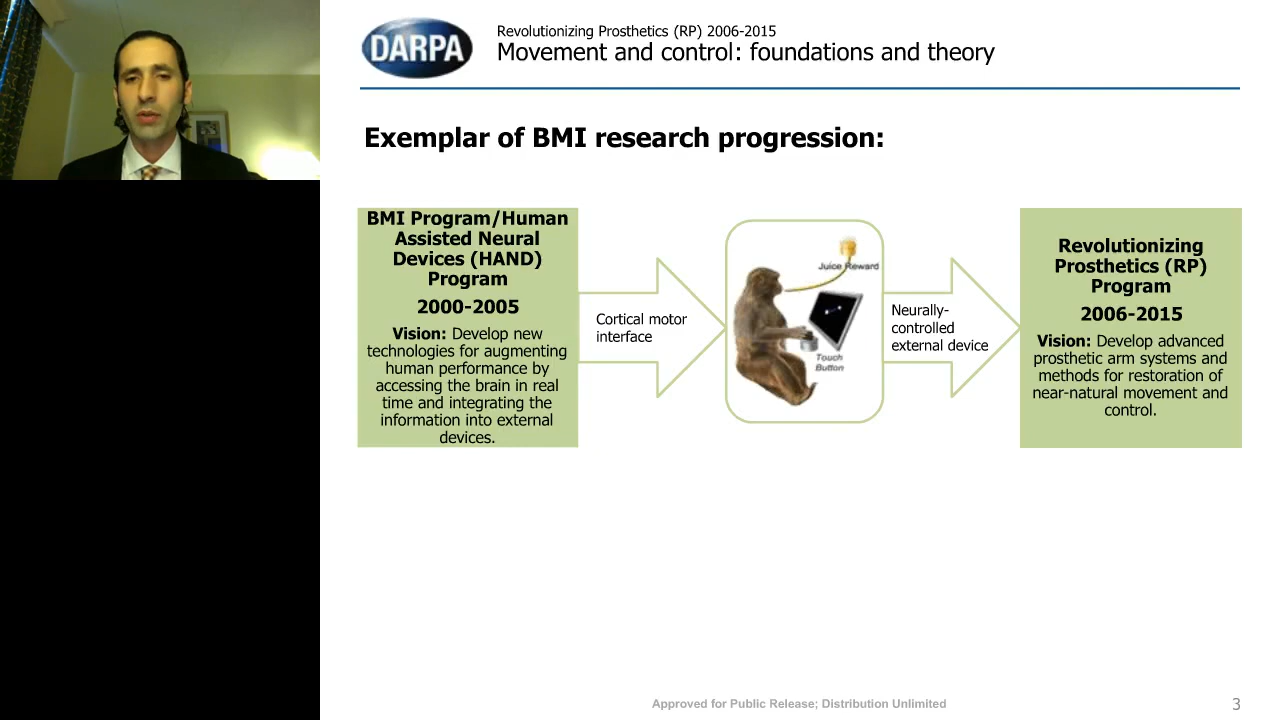 DARPA
Revolutionizing Prosthetics (RP) 2006-2015
Movement and control: foundations and theory
Exemplar of BMI research progression:
BMI Program/Human
Assisted Neural
Devices (HAND)
Program
2000-2005
Vision: Develop new
technologies for augmenting
human performance by
accessing the brain in real
time and integrating the
information into external
devices.
Cortical motor
interface
Juice Reward
Touch
Button
Neurally-
controlled
external device
Revolutionizing
Prosthetics (RP)
Program
2006-2015
Vision: Develop advanced
prosthetic arm systems and
methods for restoration of
near-natural movement and
control.
Approved for Public Release; Distribution Unlimited
3